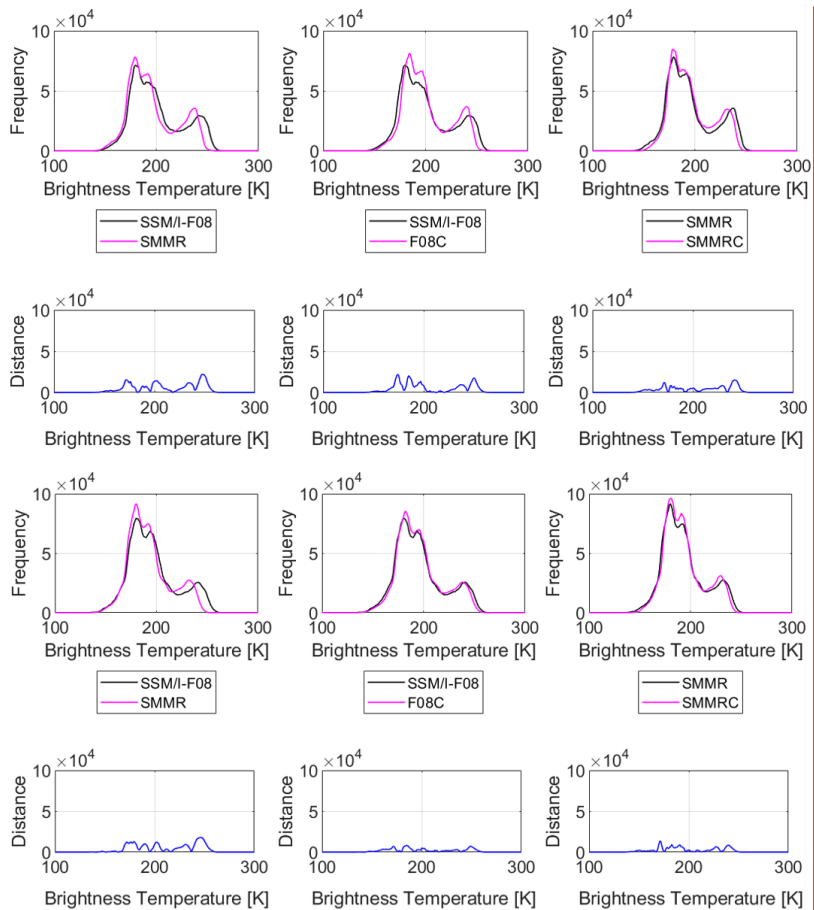 ×10⁴ ×10⁴ ×10⁴
10 10 10
Frequency Frequency Frequency
5 5 5
0 0 0
100 200 300 100 200 300 100 200 300
Brightness Temperature [K] Brightness Temperature [K] Brightness Temperature [K]
SSM/I-F08 SSM/I-F08 SMMR
SMMR F08C SMMRC
×10⁴ ×10⁴ ×10⁴
10 10 10
Distance Distance Distance
5 5 5
0 0 0
100 200 300 100 200 300 100 200 300
Brightness Temperature [K] Brightness Temperature [K] Brightness Temperature [K]
×10⁴ ×10⁴ ×10⁴
10 10 10
Frequency Frequency Frequency
5 5 5
0 0 0
100 200 300 100 200 300 100 200 300
Brightness Temperature [K] Brightness Temperature [K] Brightness Temperature [K]
SSM/I-F08 SSM/I-F08 SMMR
SMMR F08C SMMRC
×10⁴ ×10⁴ ×10⁴
10 10 10
Distance Distance Distance
5 5 5
0 0 0
100 200 300 100 200 300 100 200 300
Brightness Temperature [K] Brightness Temperature [K] Brightness Temperature [K]